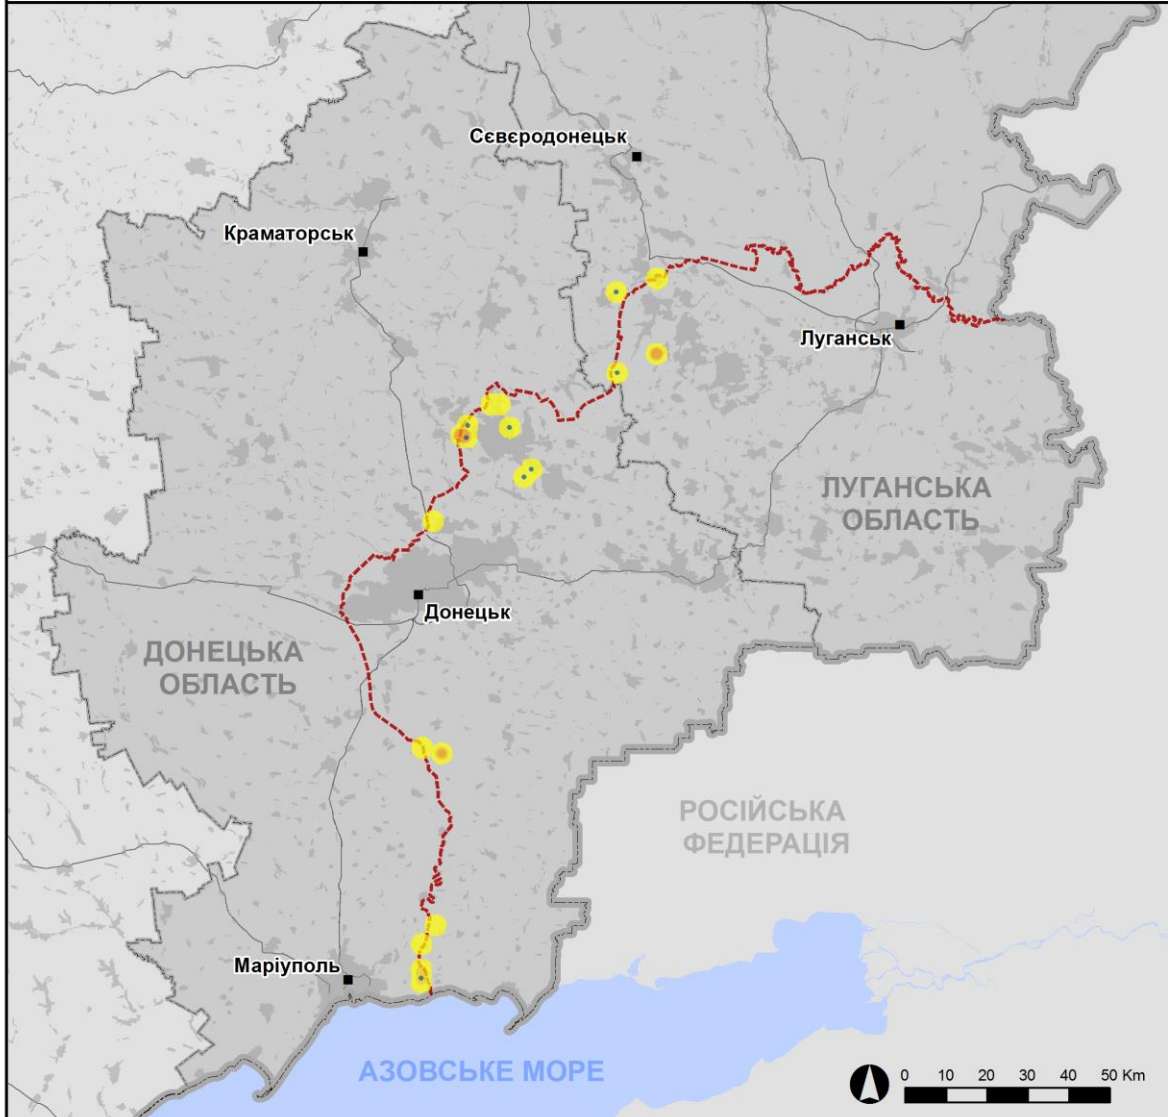 Сєвєродонецьк
Краматорськ
Луганськ
ЛУГАНСЬКА
ОБЛАСТЬ
Донецьк
ДОНЕЦЬКА
ОБЛАСТЬ
РОСІЙСЬКА
ФЕДЕРАЦІЯ
Маріуполь
АЗОВСЬКЕ МОРЕ
0 10 20 30 40 50 Km